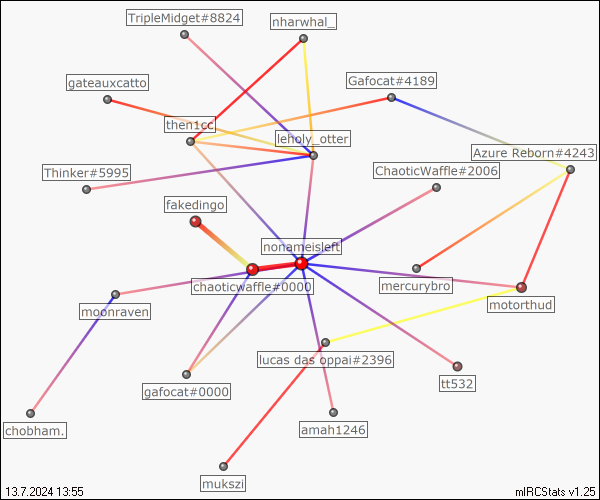 TripleMidget#8824
nharwhal_
gateauxcatto
Gafocat#4189
then1cc
leholy_otter
Azure Reborn#4243
Thinker#5995
ChaoticWaffle#2006
fakedingo
nonameisleft
chaoticwaffle#0000
mercurybro
motorthud
moonraven
lucas das oppai#2396
tt532
gafocat#0000
chobham.
amah1246
mukszi
13.7.2024 13:55
mIRCStats v1.25